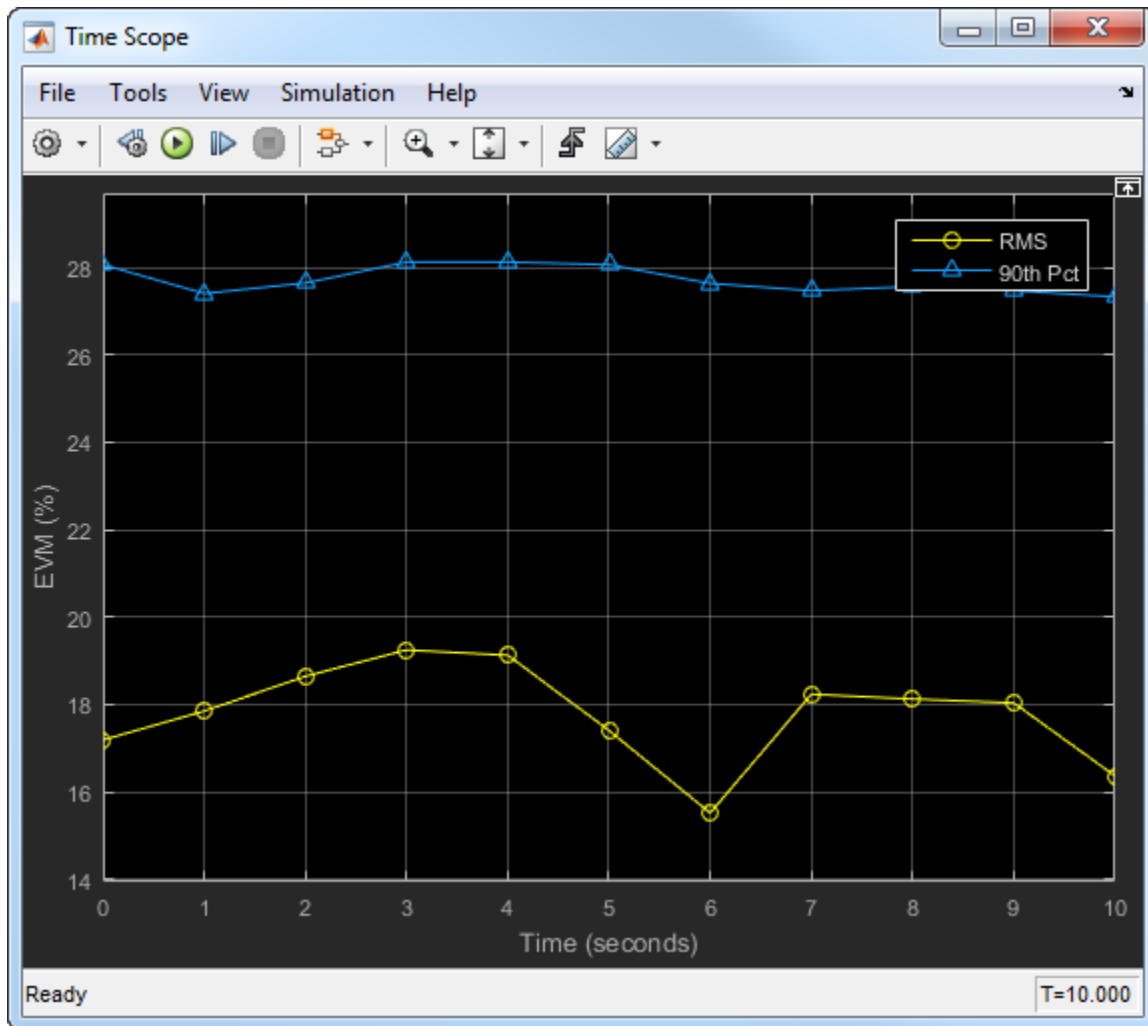 Time Scope
File Tools View Simulation Help
RMS
90th Pct
28
26
24
22
20
18
16
14
EVM (%)
0 1 2 3 4 5 6 7 8 9 10
Time (seconds)
Ready T=10.000